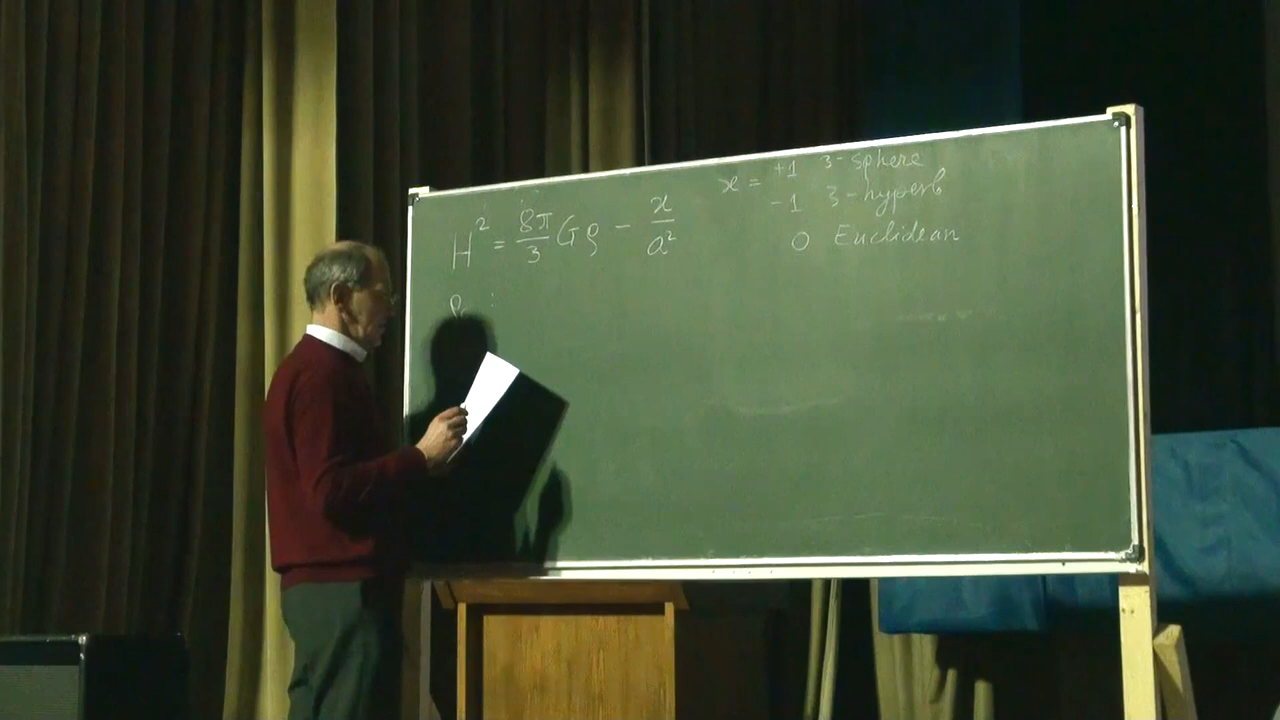 H² = 8π/3 Gρ − ϰ/a²
ϰ = +1 3-sphere
−1 3-hyperb
0 Euclidean